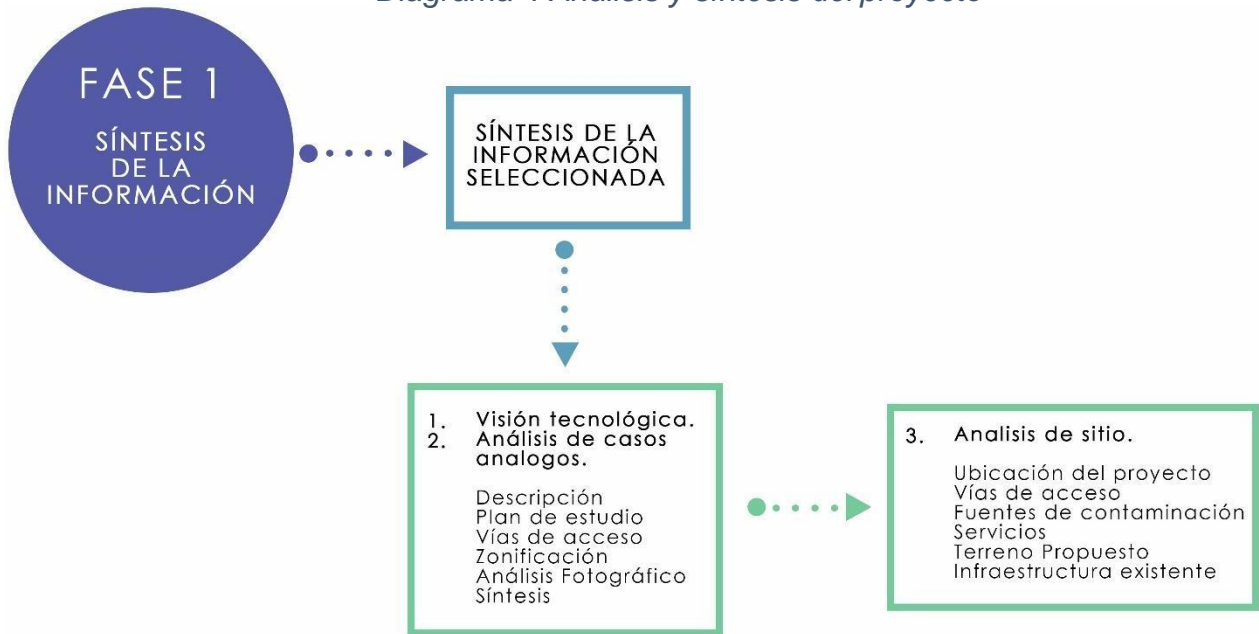 FASE 1
SÍNTESIS
DE LA
INFORMACIÓN
SÍNTESIS DE LA
INFORMACIÓN
SELECCIONADA
1. Visión tecnológica.
2. Análisis de casos
analogos.
Descripción
Plan de estudio
Vías de acceso
Zonificación
Análisis Fotográfico
Síntesis
3. Analisis de sitio.
Ubicación del proyecto
Vías de acceso
Fuentes de contaminación
Servicios
Terreno Propuesto
Infraestructura existente